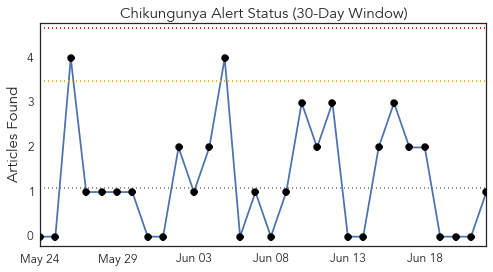 Chikungunya Alert Status (30-Day Window)
Articles Found
4
3
2
1
0
May 24
May 29
Jun 03
Jun 08
Jun 13
Jun 18